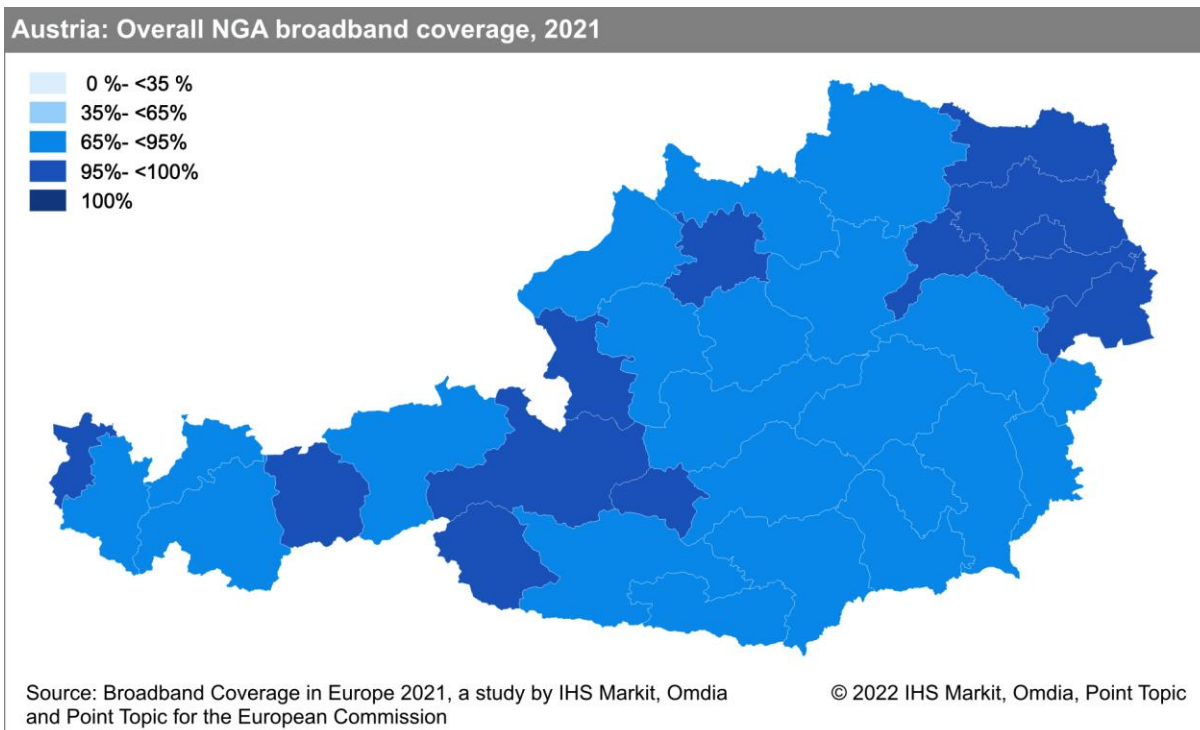 Austria: Overall NGA broadband coverage, 2021
0 %- <35 %
35%- <65%
65%- <95%
95%- <100%
100%
Source: Broadband Coverage in Europe 2021, a study by IHS Markit, Omdia
and Point Topic for the European Commission
© 2022 IHS Markit, Omdia, Point Topic